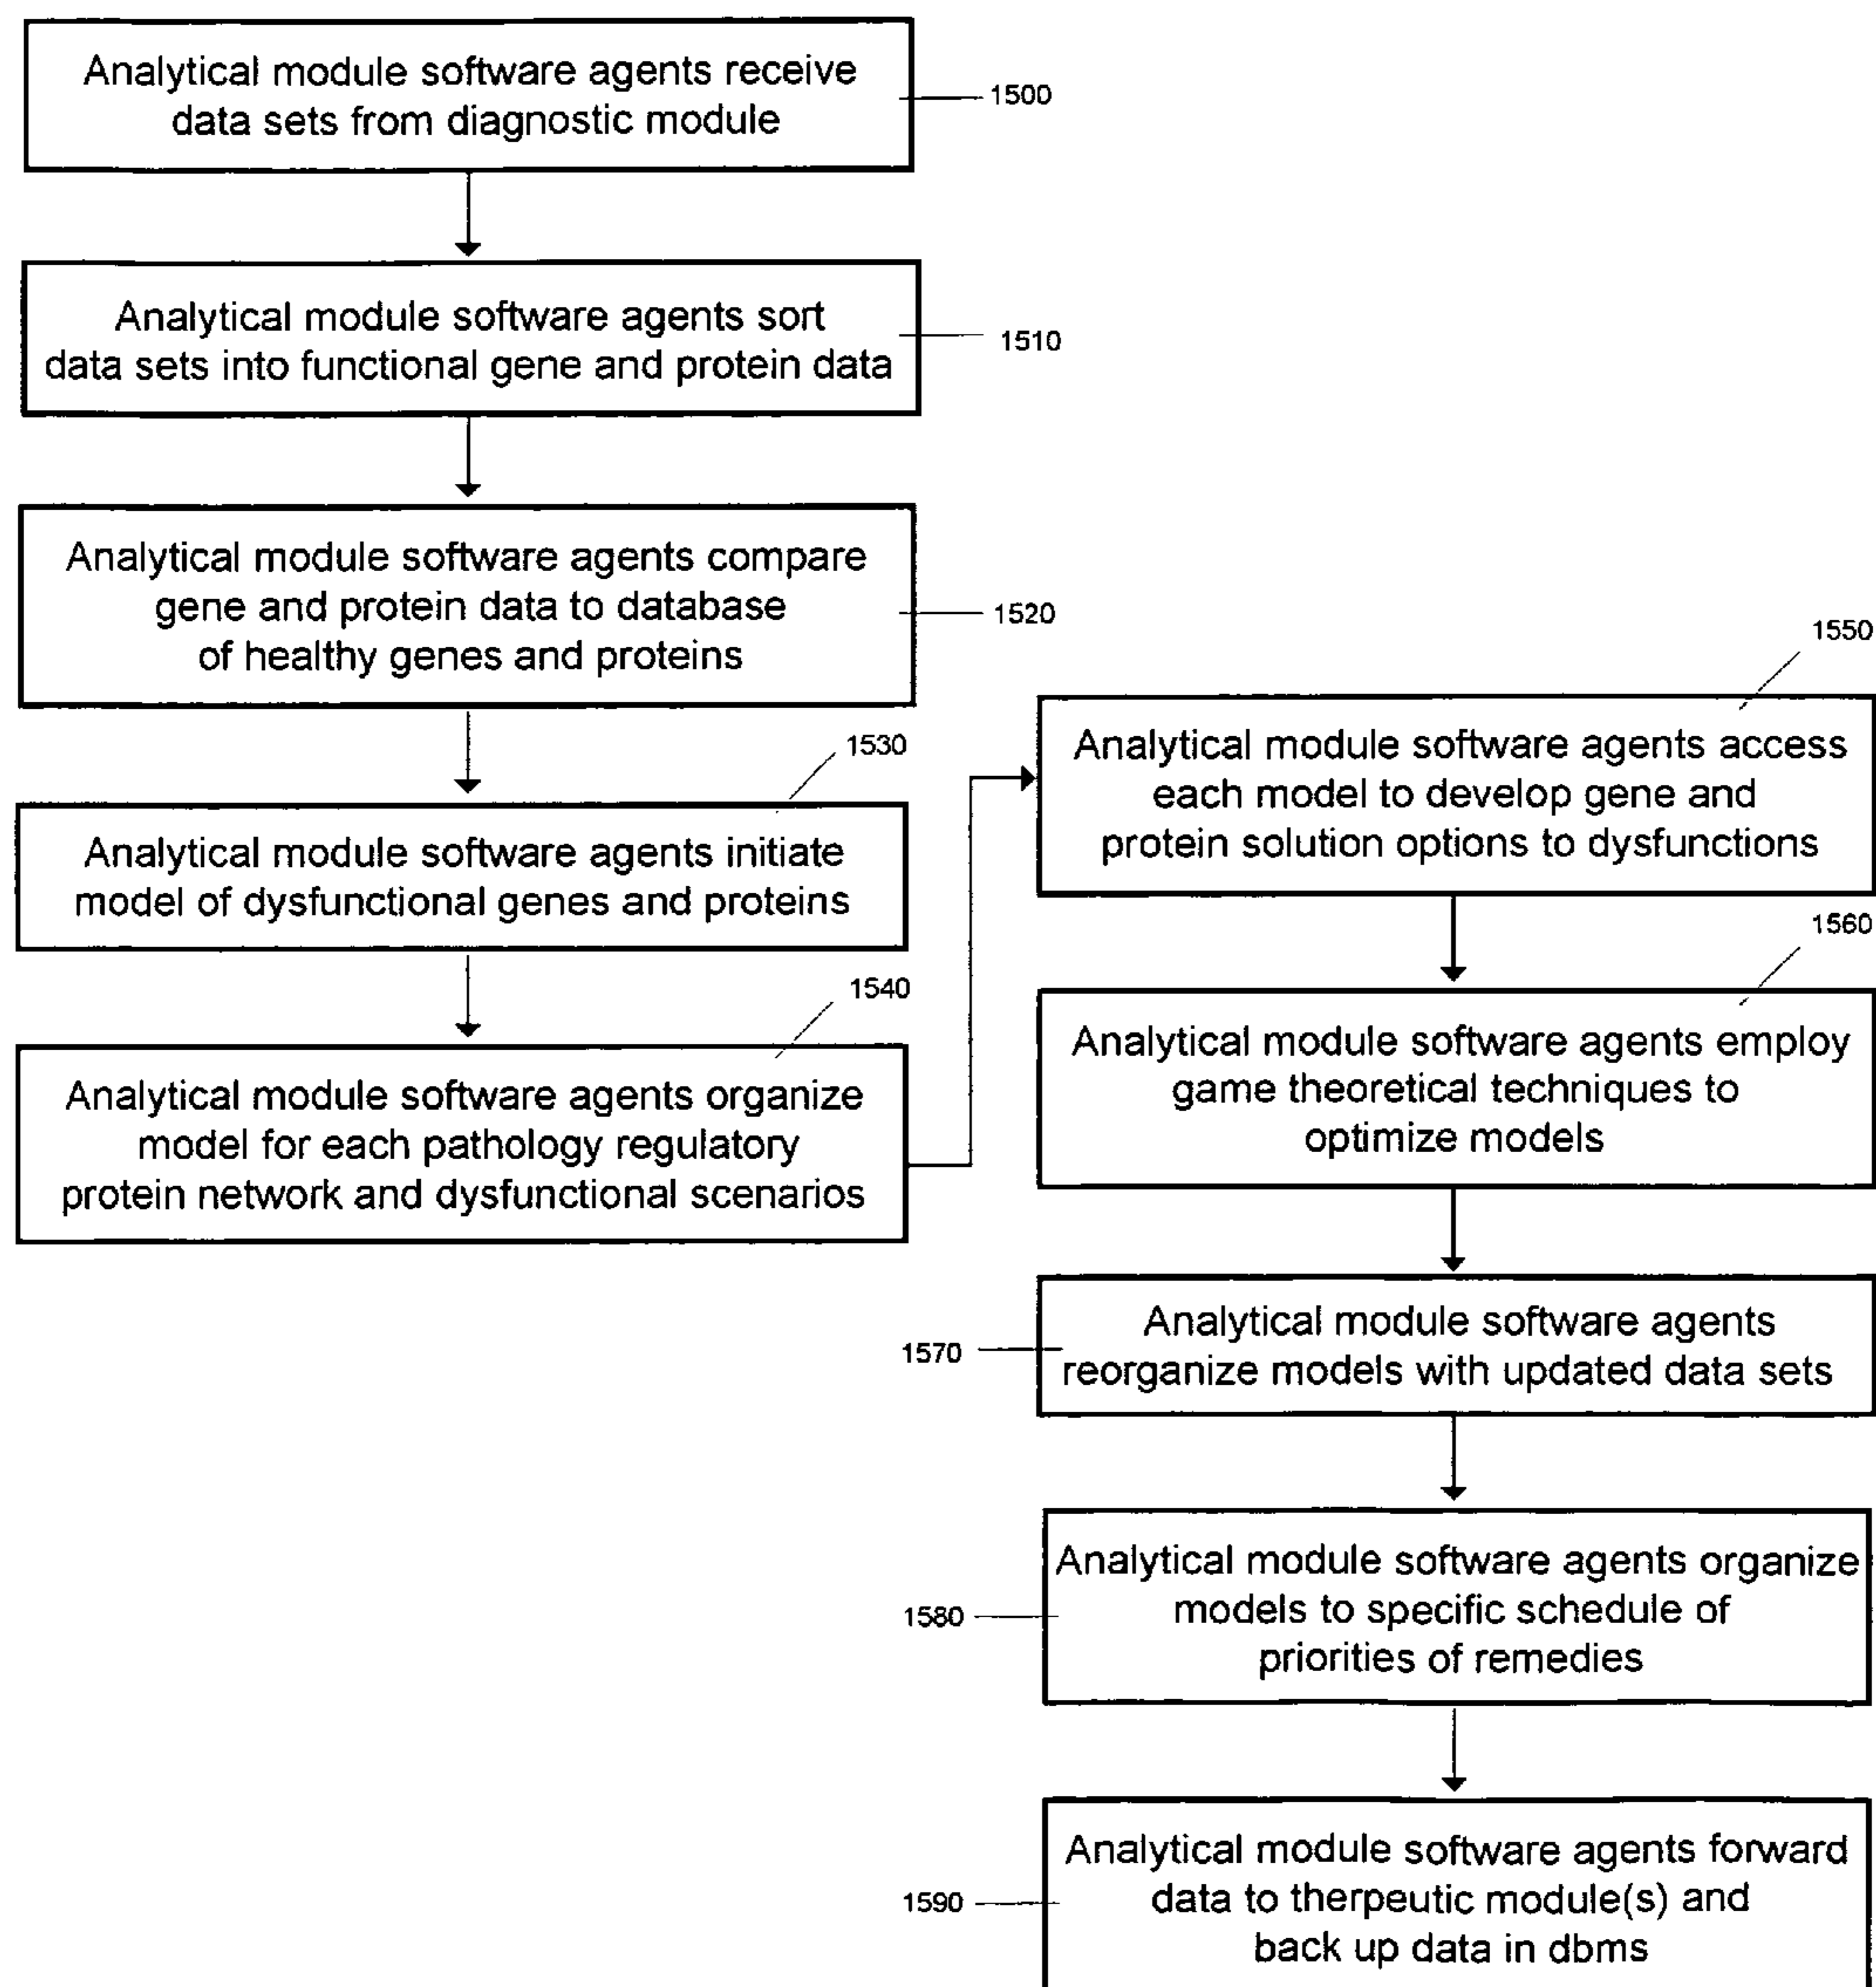 Analytical module software agents receive
data sets from diagnostic module
1500
Analytical module software agents sort
data sets into functional gene and protein data
1510
Analytical module software agents compare
gene and protein data to database
of healthy genes and proteins
1520
1530
Analytical module software agents initiate
model of dysfunctional genes and proteins
1540
Analytical module software agents organize
model for each pathology regulatory
protein network and dysfunctional scenarios
1550
Analytical module software agents access
each model to develop gene and
protein solution options to dysfunctions
1560
Analytical module software agents employ
game theoretical techniques to
optimize models
1570
Analytical module software agents
reorganize models with updated data sets
1580
Analytical module software agents organize
models to specific schedule of
priorities of remedies
1590
Analytical module software agents forward
data to therpeutic module(s) and
back up data in dbms